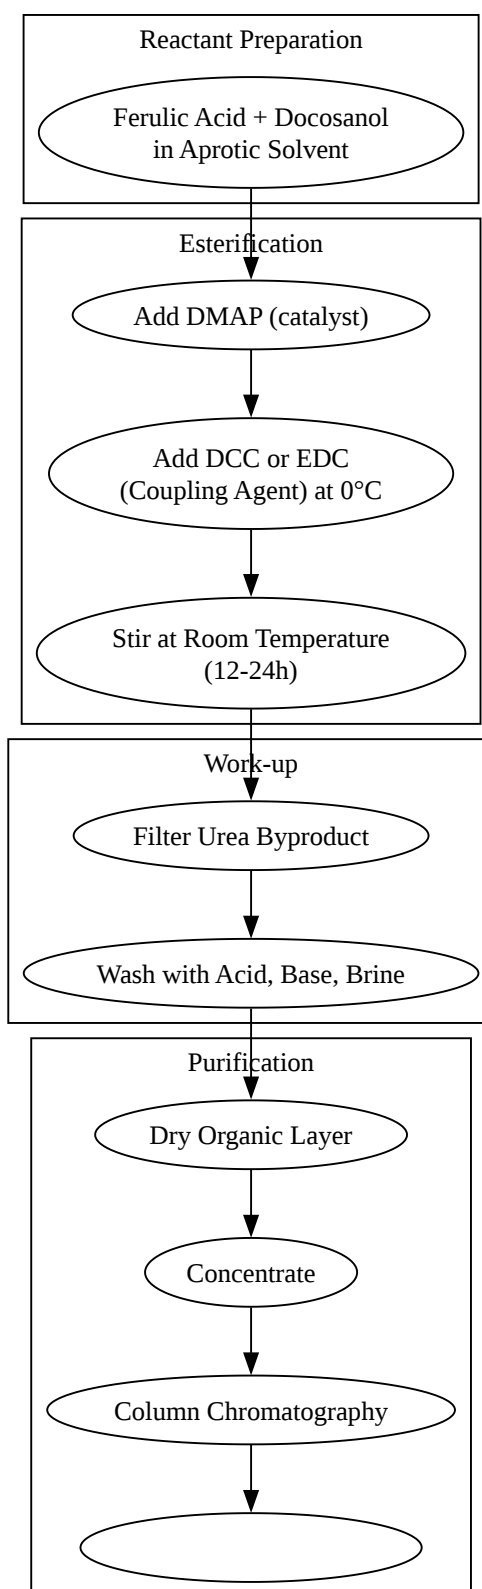 Reactant Preparation
Ferulic Acid + Docosanol
in Aprotic Solvent
Esterification
Add DMAP (catalyst)
Add DCC or EDC
(Coupling Agent) at 0°C
Stir at Room Temperature
(12-24h)
Work-up
Filter Urea Byproduct
Wash with Acid, Base, Brine
Purification
Dry Organic Layer
Concentrate
Column Chromatography